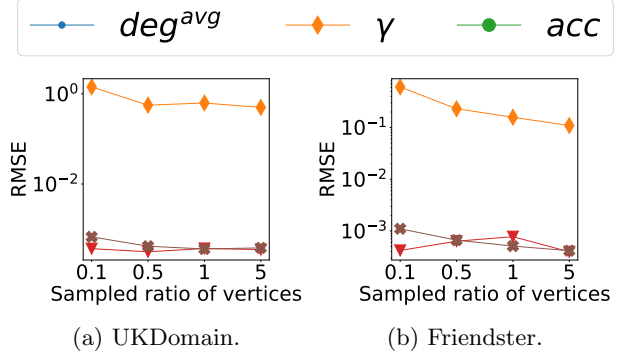 deg^avg γ acc
RMSE
10^0
10^-2
0.1 0.5 1 5
Sampled ratio of vertices
(a) UKDomain.
RMSE
10^-1
10^-2
10^-3
0.1 0.5 1 5
Sampled ratio of vertices
(b) Friendster.